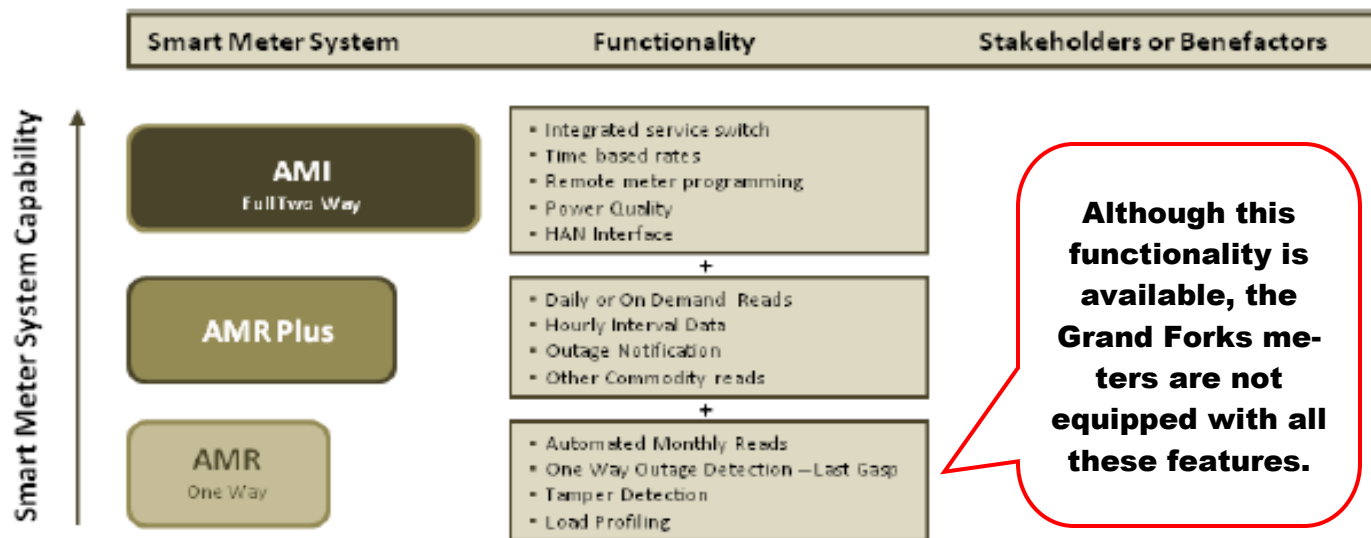 Smart Meter System Functionality Stakeholders or Benefactors
Smart Meter System Capability
AMI
Full Two Way
▪ Integrated service switch
▪ Time based rates
▪ Remote meter programming
▪ Power Quality
▪ HAN Interface
+
AMR Plus
▪ Daily or On Demand Reads
▪ Hourly Interval Data
▪ Outage Notification
▪ Other Commodity reads
+
AMR
One Way
▪ Automated Monthly Reads
▪ One Way Outage Detection –Last Gasp
▪ Tamper Detection
▪ Load Profiling
Although this
functionality is
available, the
Grand Forks me-
ters are not
equipped with all
these features.